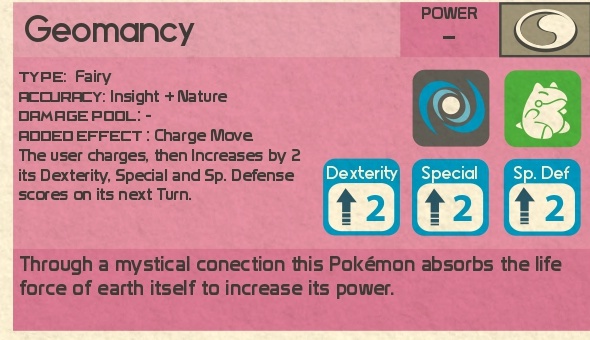 Geomancy
POWER
–
TYPE: Fairy
ACCURACY: Insight + Nature
DAMAGE POOL: -
ADDED EFFECT : Charge Move.
The user charges, then Increases by 2
its Dexterity, Special and Sp. Defense
scores on its next Turn.
Dexterity
2
Special
2
Sp. Def
2
Through a mystical conection this Pokémon absorbs the life
force of earth itself to increase its power.